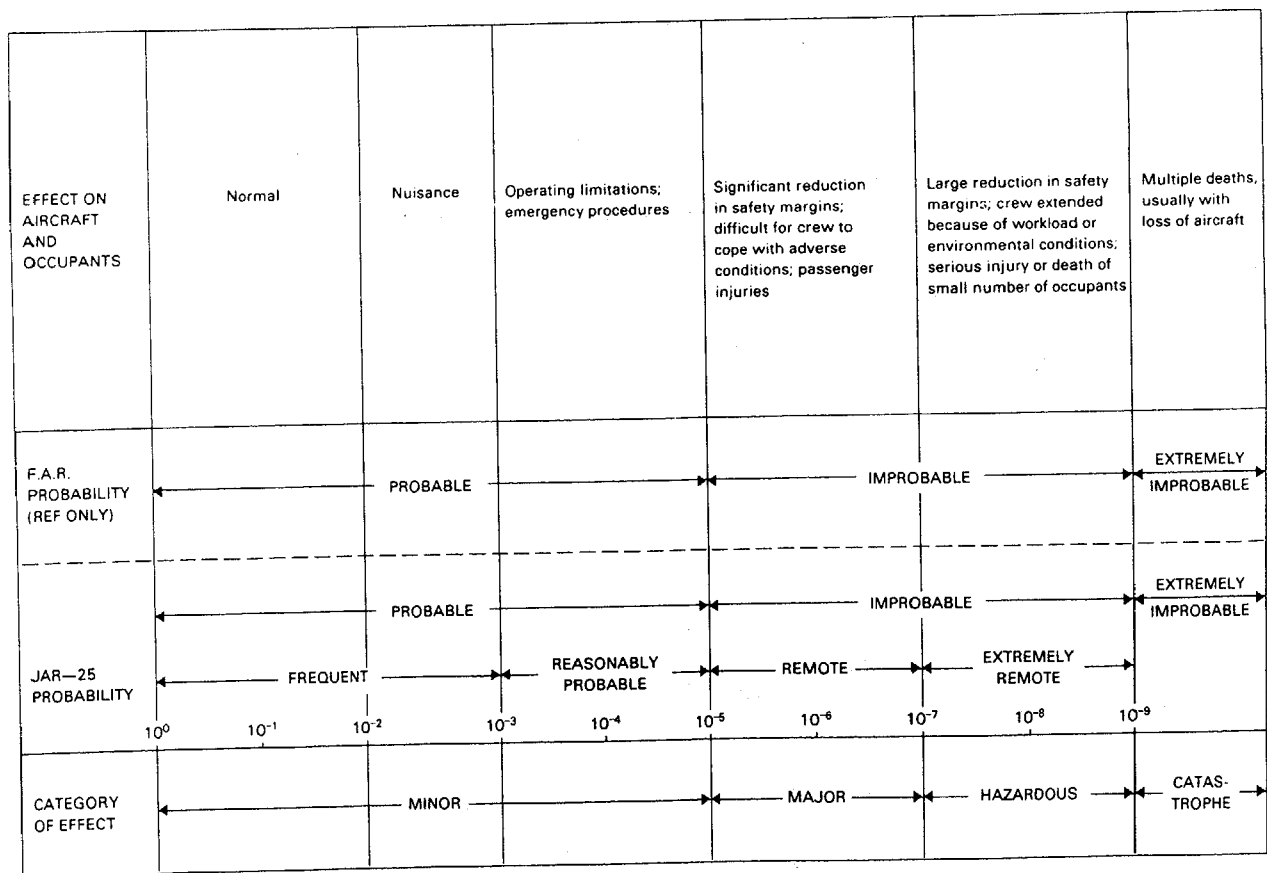 EFFECT ON
AIRCRAFT
AND
OCCUPANTS
Normal
Nuisance
Operating limitations;
emergency procedures
Significant reduction
in safety margins;
difficult for crew to
cope with adverse
conditions; passenger
injuries
Large reduction in safety
margins; crew extended
because of workload or
environmental conditions;
serious injury or death of
small number of occupants
Multiple deaths,
usually with
loss of aircraft
F.A.R.
PROBABILITY
(REF ONLY)
PROBABLE
IMPROBABLE
EXTREMELY
IMPROBABLE
JAR—25
PROBABILITY
PROBABLE
IMPROBABLE
EXTREMELY
IMPROBABLE
FREQUENT
REASONABLY
PROBABLE
REMOTE
EXTREMELY
REMOTE
10⁰ 10⁻¹ 10⁻² 10⁻³ 10⁻⁴ 10⁻⁵ 10⁻⁶ 10⁻⁷ 10⁻⁸ 10⁻⁹
CATEGORY
OF EFFECT
MINOR
MAJOR
HAZARDOUS
CATAS-
TROPHE